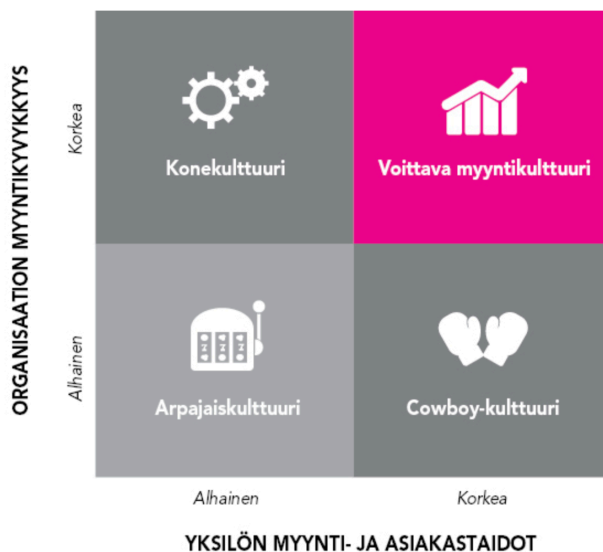 ORGANISAATION MYYNTIKYVYKKYYS
Korkea
Konekulttuuri
Voittava myyntikulttuuri
Alhainen
Arpajaiskulttuuri
Cowboy-kulttuuri
Alhainen
Korkea
YKSILÖN MYYNTI- JA ASIAKASTAIDOT